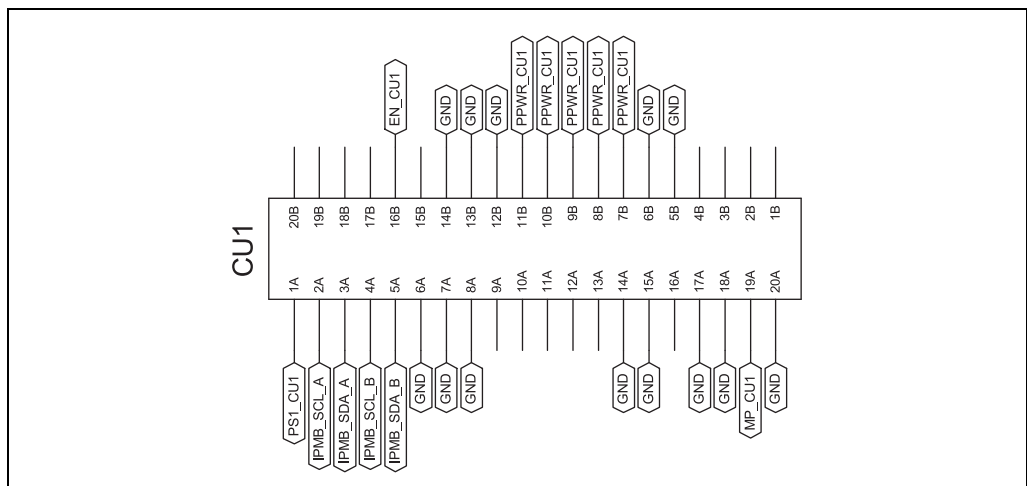 EN_CU1
GND
GND
GND
PPWR_CU1
PPWR_CU1
PPWR_CU1
PPWR_CU1
PPWR_CU1
GND
GND
CU1
20B
19B
18B
17B
16B
15B
14B
13B
12B
11B
10B
9B
8B
7B
6B
5B
4B
3B
2B
1B
1A
2A
3A
4A
5A
6A
7A
8A
9A
10A
11A
12A
13A
14A
15A
16A
17A
18A
19A
20A
PS1_CU1
IPMB_SCL_A
IPMB_SDA_A
IPMB_SCL_B
IPMB_SDA_B
GND
GND
GND
GND
GND
GND
GND
MP_CU1
GND